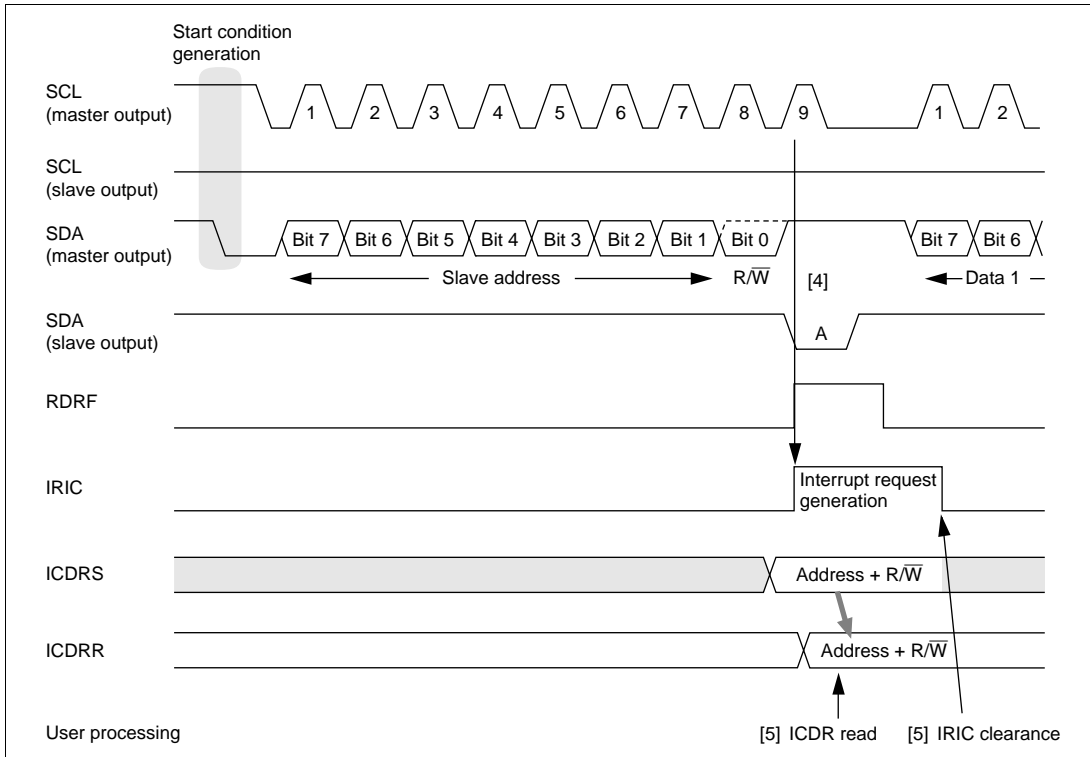 Start condition
generation
SCL
(master output)
1 2 3 4 5 6 7 8 9 1 2
SCL
(slave output)
SDA
(master output)
Bit 7 Bit 6 Bit 5 Bit 4 Bit 3 Bit 2 Bit 1 Bit 0 Bit 7 Bit 6
Slave address R/W̅ [4] Data 1
SDA
(slave output)
A
RDRF
IRIC
Interrupt request
generation
ICDRS
Address + R/W̅
ICDRR
Address + R/W̅
User processing
[5] ICDR read
[5] IRIC clearance